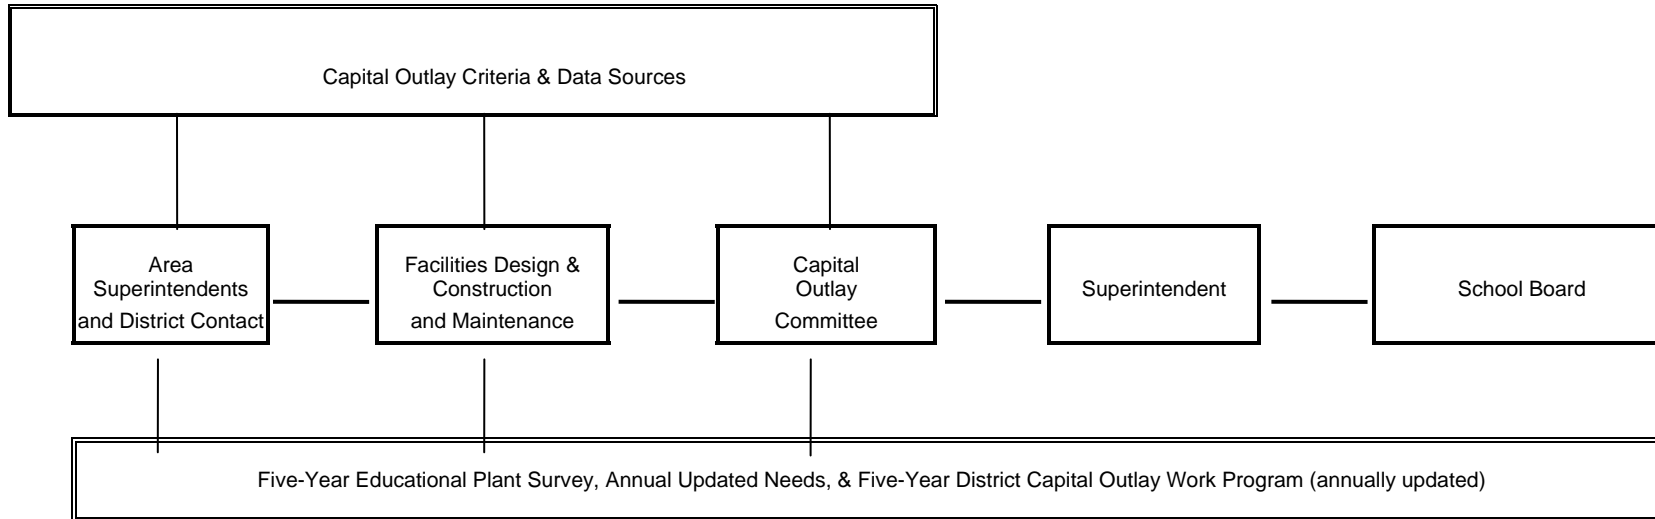 Capital Outlay Criteria & Data Sources
Area
Superintendents
and District Contact
Facilities Design &
Construction
and Maintenance
Capital
Outlay
Committee
Superintendent
School Board
Five-Year Educational Plant Survey, Annual Updated Needs, & Five-Year District Capital Outlay Work Program (annually updated)